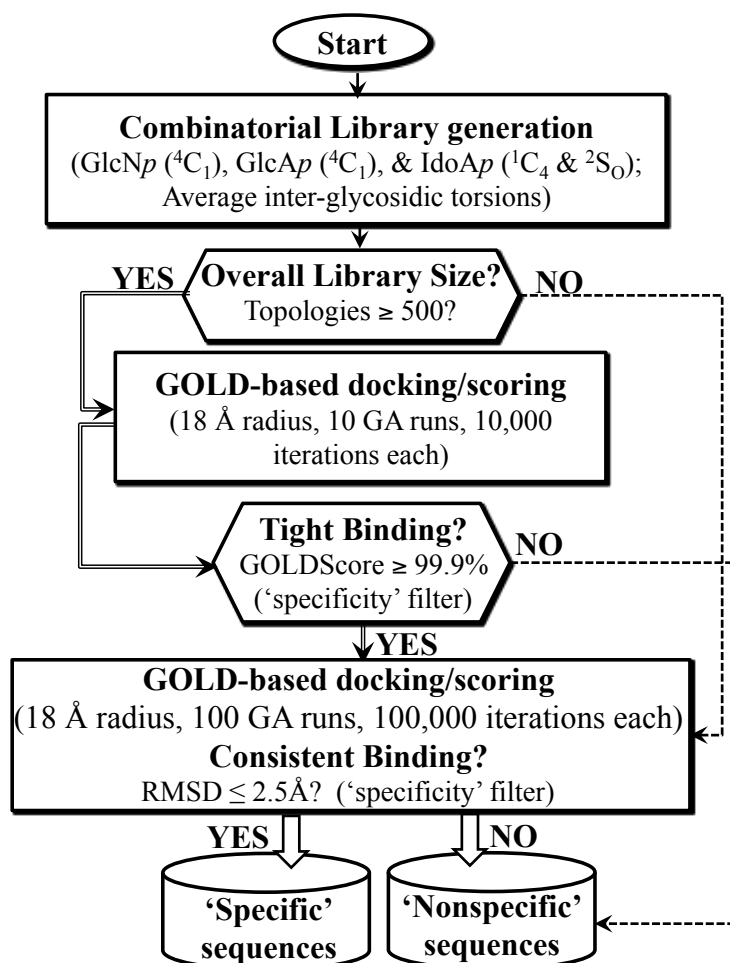 Start
Combinatorial Library generation
(GlcNp (⁴C₁), GlcAp (⁴C₁), & IdoAp (¹C₄ & ²S_O);
Average inter-glycosidic torsions)
YES
Overall Library Size?
NO
Topologies ≥ 500?
GOLD-based docking/scoring
(18 Å radius, 10 GA runs, 10,000
iterations each)
Tight Binding?
NO
GOLDScore ≥ 99.9%
(‘specificity’ filter)
YES
GOLD-based docking/scoring
(18 Å radius, 100 GA runs, 100,000 iterations each)
Consistent Binding?
RMSD ≤ 2.5Å? (‘specificity’ filter)
YES
NO
‘Specific’
sequences
‘Nonspecific’
sequences